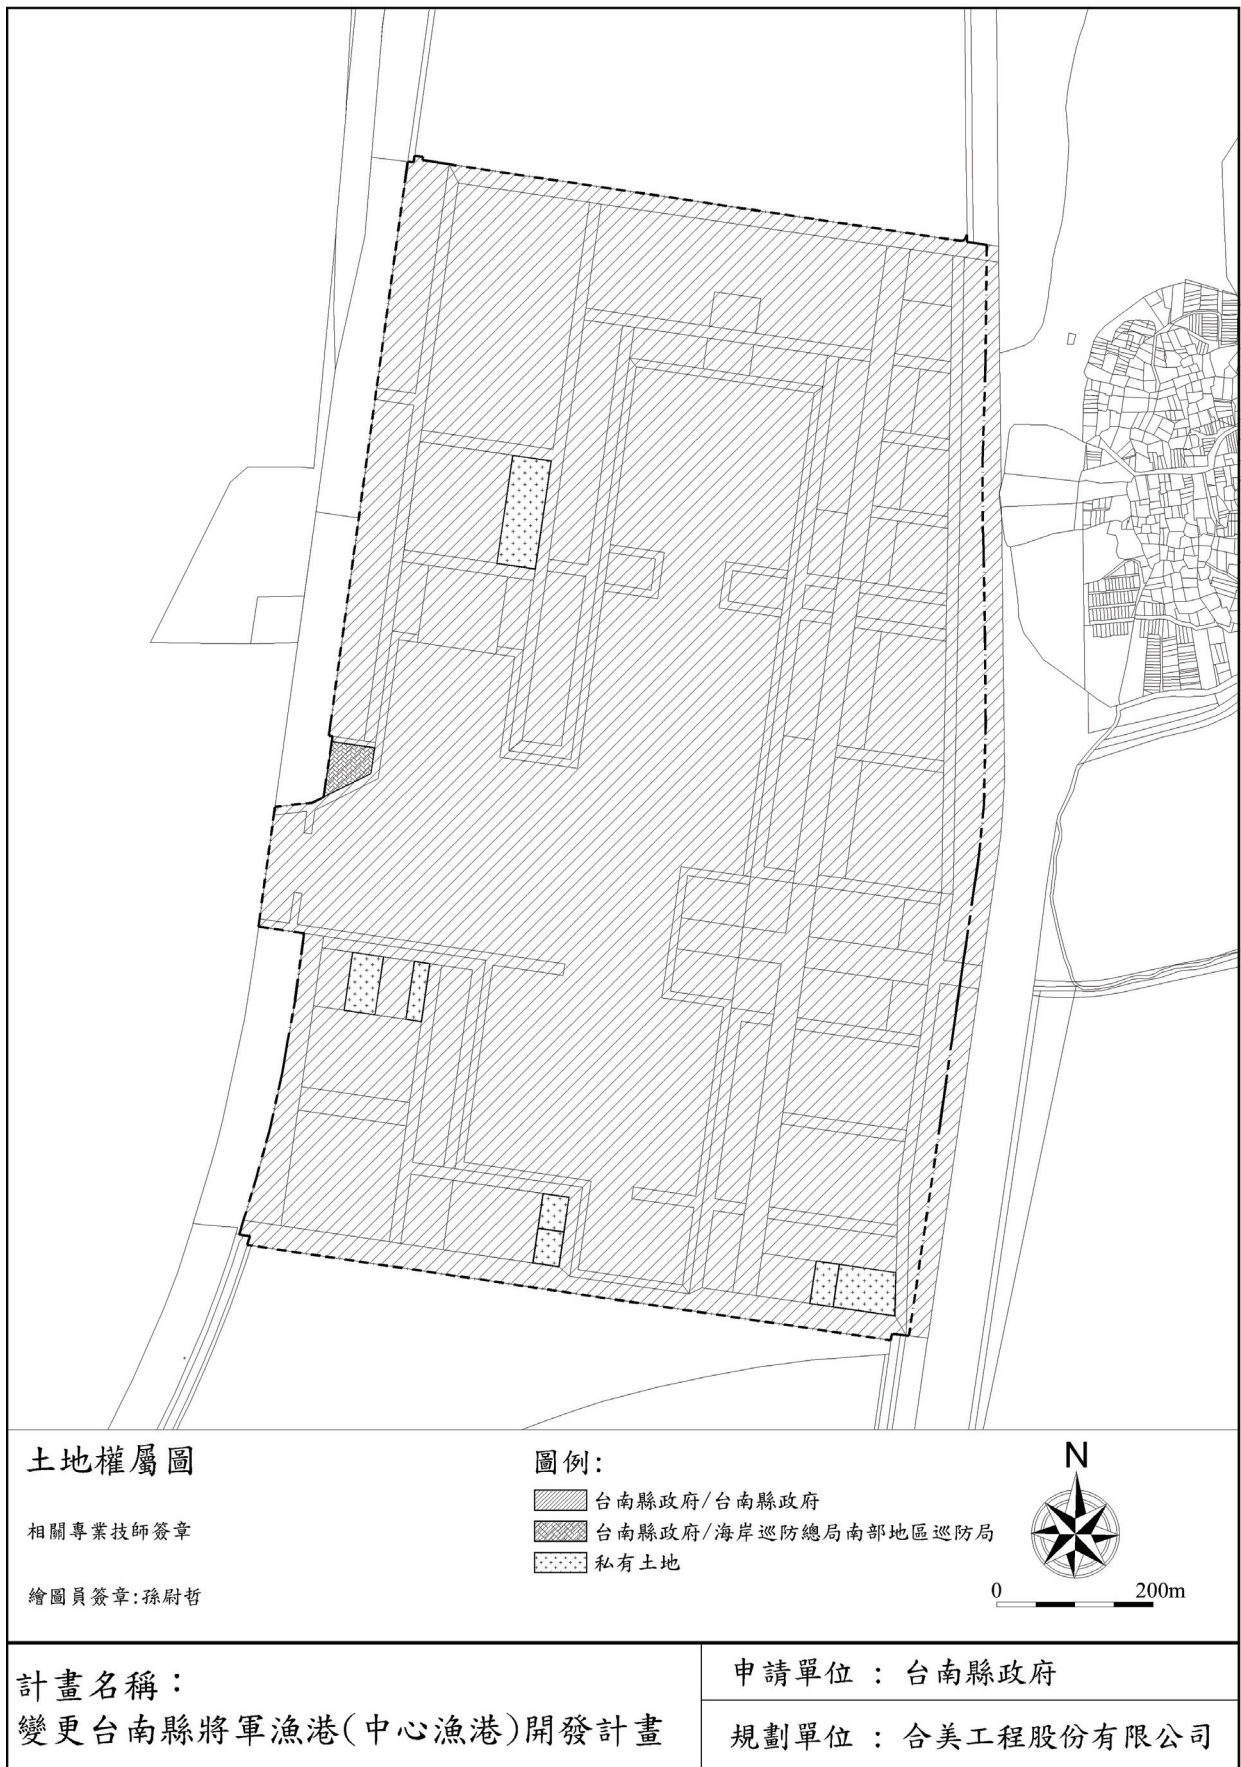 土地權屬圖
相關專業技師簽章
繪圖員簽章:孫尉哲
圖例:
台南縣政府/台南縣政府
台南縣政府/海岸巡防總局南部地區巡防局
私有土地
N
0 200m
計畫名稱：
變更台南縣將軍漁港(中心漁港)開發計畫
申請單位 : 台南縣政府
規劃單位 : 合美工程股份有限公司